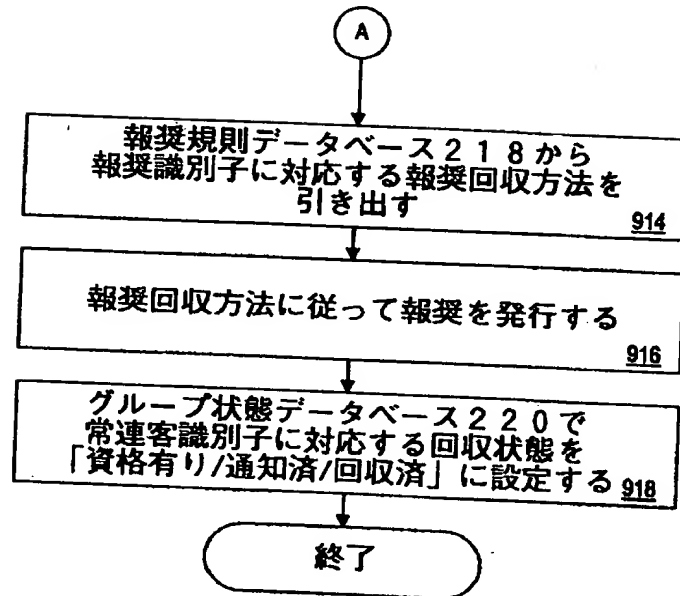 A
報奨規則データベース218から
報奨識別子に対応する報奨回収方法を
引き出す
914
報奨回収方法に従って報奨を発行する
916
グループ状態データベース220で
常連客識別子に対応する回収状態を
「資格有り/通知済/回収済」に設定する
918
終了